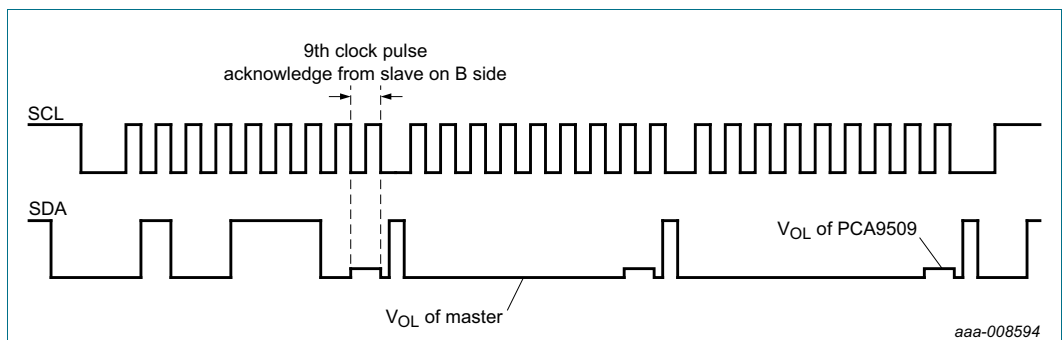 9th clock pulse
acknowledge from slave on B side
SCL
SDA
VOL of PCA9509
VOL of master
aaa-008594